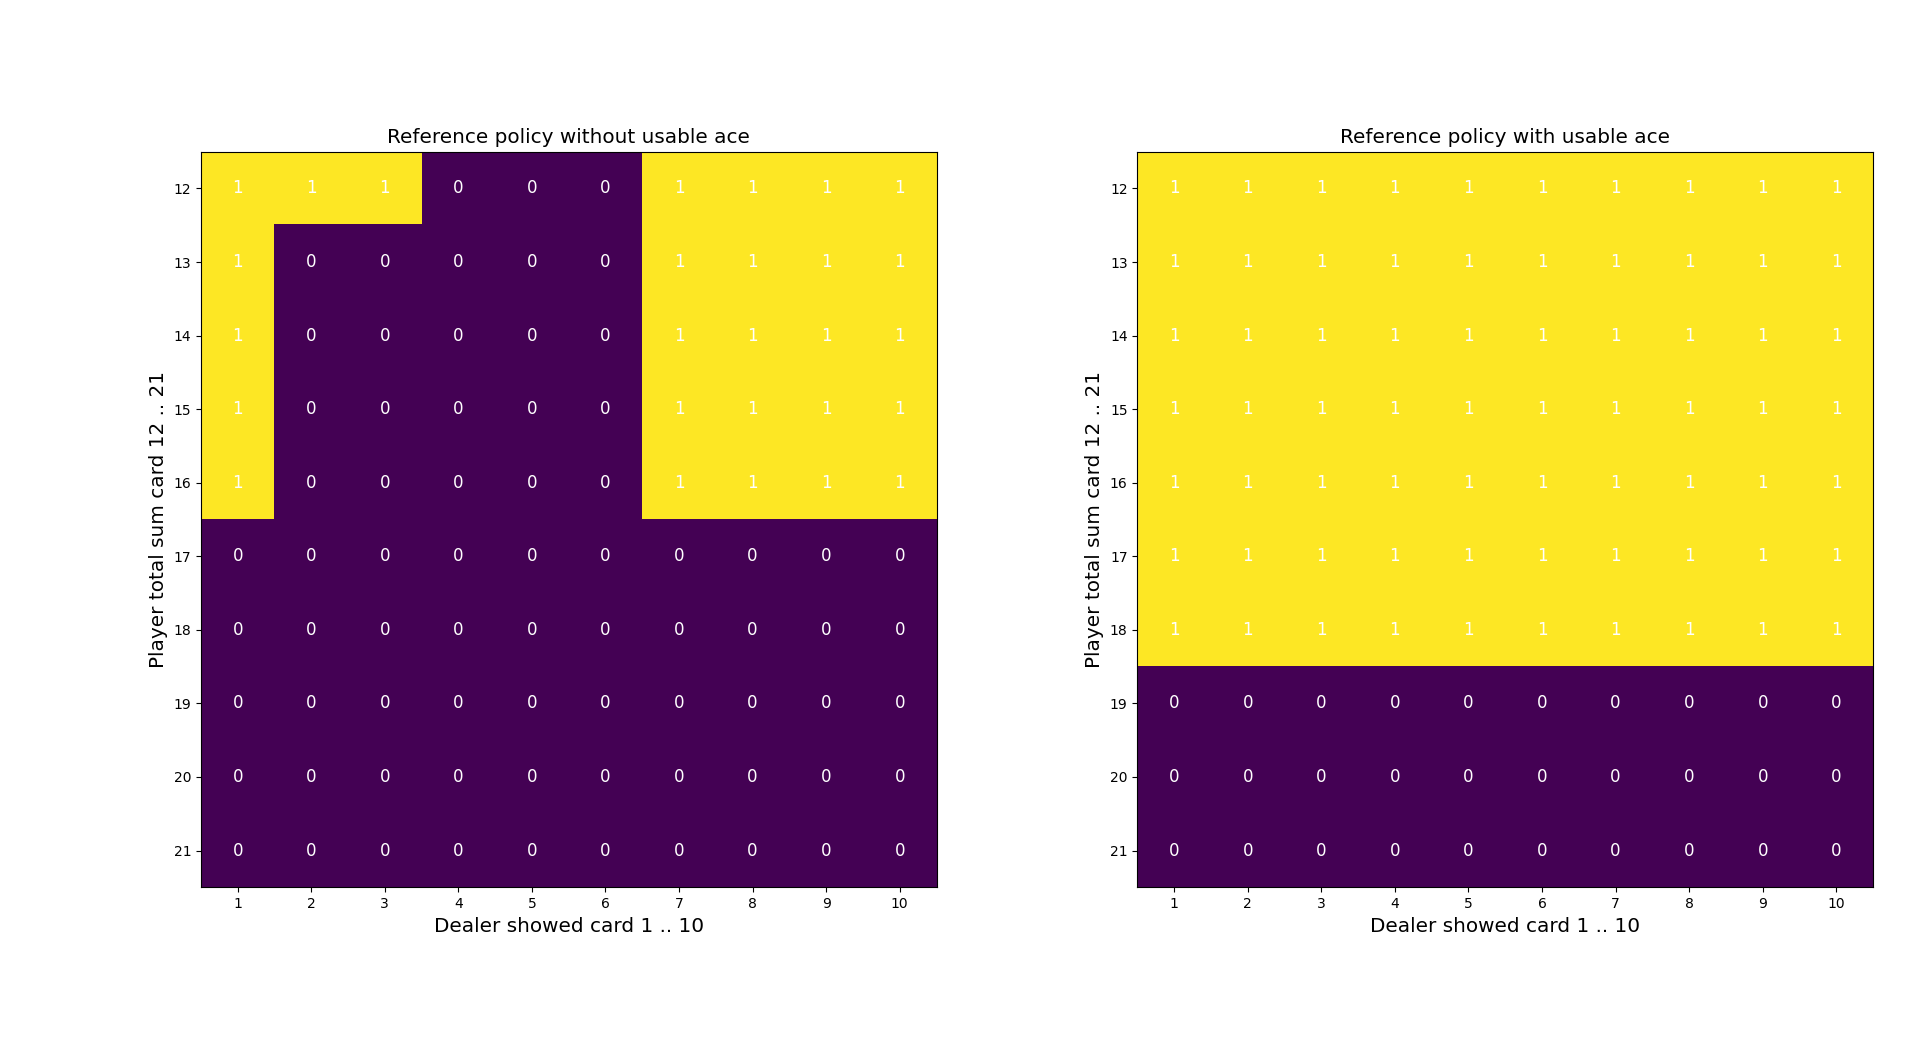 Reference policy without usable ace
12 1 1 1 0 0 0 1 1 1 1
13 1 0 0 0 0 0 1 1 1 1
14 1 0 0 0 0 0 1 1 1 1
15 1 0 0 0 0 0 1 1 1 1
16 1 0 0 0 0 0 1 1 1 1
17 0 0 0 0 0 0 0 0 0 0
18 0 0 0 0 0 0 0 0 0 0
19 0 0 0 0 0 0 0 0 0 0
20 0 0 0 0 0 0 0 0 0 0
21 0 0 0 0 0 0 0 0 0 0
1 2 3 4 5 6 7 8 9 10
Dealer showed card 1 .. 10
Player total sum card 12 .. 21
Reference policy with usable ace
12 1 1 1 1 1 1 1 1 1 1
13 1 1 1 1 1 1 1 1 1 1
14 1 1 1 1 1 1 1 1 1 1
15 1 1 1 1 1 1 1 1 1 1
16 1 1 1 1 1 1 1 1 1 1
17 1 1 1 1 1 1 1 1 1 1
18 1 1 1 1 1 1 1 1 1 1
19 0 0 0 0 0 0 0 0 0 0
20 0 0 0 0 0 0 0 0 0 0
21 0 0 0 0 0 0 0 0 0 0
1 2 3 4 5 6 7 8 9 10
Dealer showed card 1 .. 10
Player total sum card 12 .. 21